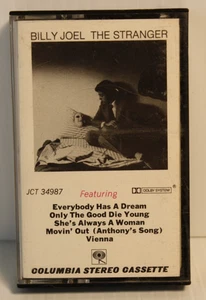 BILLY JOEL THE STRANGER
JCT 34987
Featuring
DOLBY SYSTEM ®
Everybody Has A Dream
Only The Good Die Young
She's Always A Woman
Movin' Out (Anthony's Song)
Vienna
COLUMBIA STEREO CASSETTE